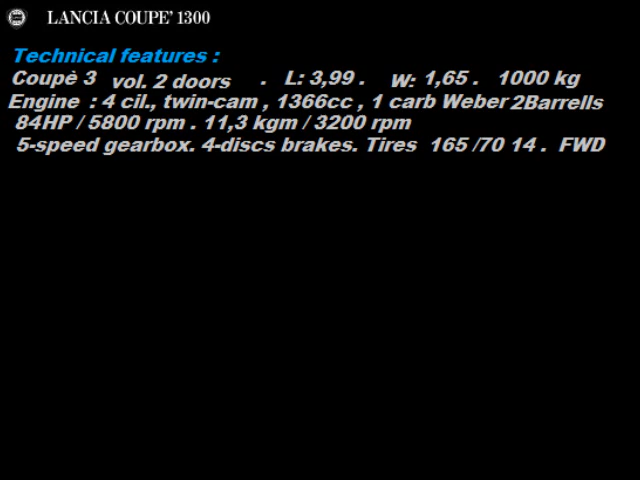 LANCIA COUPE' 1300
Technical features :
Coupè 3 vol. 2 doors . L: 3,99 . W: 1,65 . 1000 kg
Engine : 4 cil., twin-cam , 1366cc , 1 carb Weber 2Barrells
84HP / 5800 rpm . 11,3 kgm / 3200 rpm
5-speed gearbox. 4-discs brakes. Tires 165 /70 14 . FWD